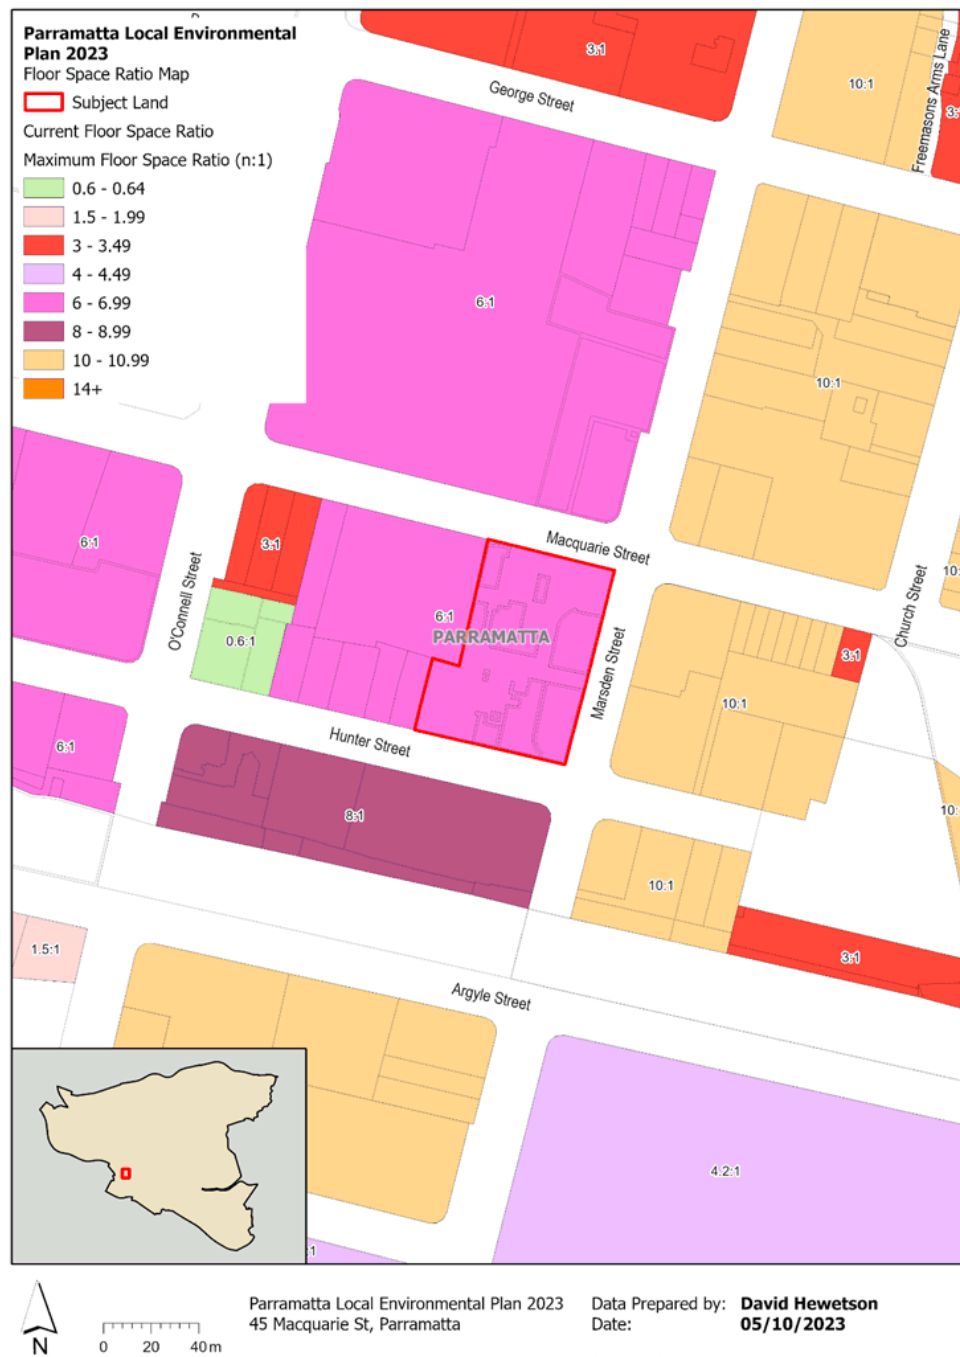 Parramatta Local Environmental
Plan 2023
Floor Space Ratio Map
Subject Land
Current Floor Space Ratio
Maximum Floor Space Ratio (n:1)
0.6 - 0.64
1.5 - 1.99
3 - 3.49
4 - 4.49
6 - 6.99
8 - 8.99
10 - 10.99
14+
3:1
George Street
10:1
Freemasons Arms Lane
6:1
10:1
6:1
O'Connell Street
3:1
0.6:1
6:1
PARRAMATTA
Macquarie Street
Marsden Street
Church Street
3:1
10:1
6:1
Hunter Street
8:1
10:1
3:1
1.5:1
Argyle Street
4.2:1
N
0 20 40 m
Parramatta Local Environmental Plan 2023
45 Macquarie St, Parramatta
Data Prepared by: David Hewetson
Date: 05/10/2023